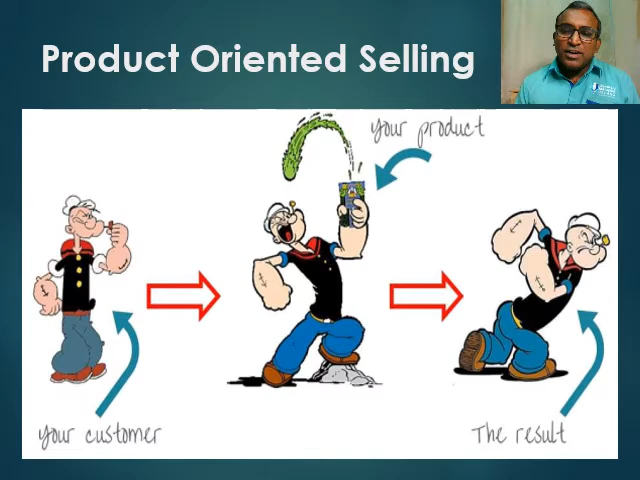 Product Oriented Selling
Your product
Your customer
The result